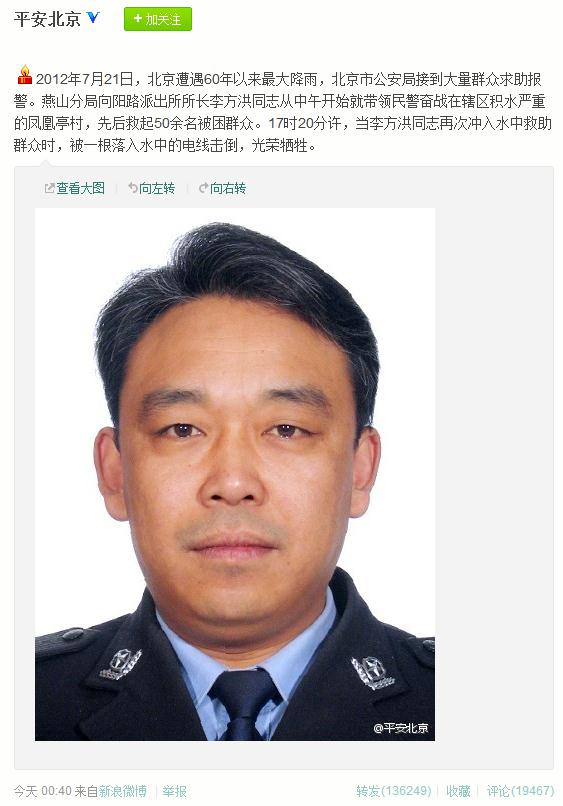 平安北京 V + 加关注
2012年7月21日，北京遭遇60年以来最大降雨，北京市公安局接到大量群众求助报
警。燕山分局向阳路派出所所长李方洪同志从中午开始就带领民警奋战在辖区积水严重
的凤凰亭村，先后救起50余名被困群众。17时20分许，当李方洪同志再次冲入水中救助
群众时，被一根落入水中的电线击倒，光荣牺牲。
查看大图 | 向左转 | 向右转
@平安北京
今天 00:40 来自新浪微博 | 举报 转发(136249) | 收藏 | 评论(19467)